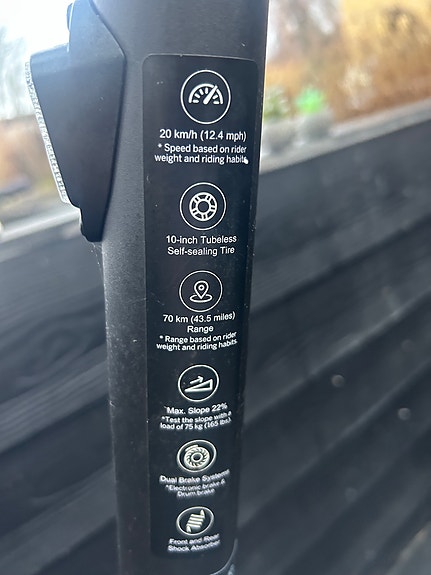 20 km/h (12.4 mph)
* Speed based on rider
weight and riding habits.
10-inch Tubeless
Self-sealing Tire
70 km (43.5 miles)
Range
* Range based on rider
weight and riding habits.
Max. Slope 22%
*Test the slope with a
load of 75 kg (165 lbs)
Dual Brake Systems
*Electronic brake &
Drum brake
Front and Rear
Shock Absorber